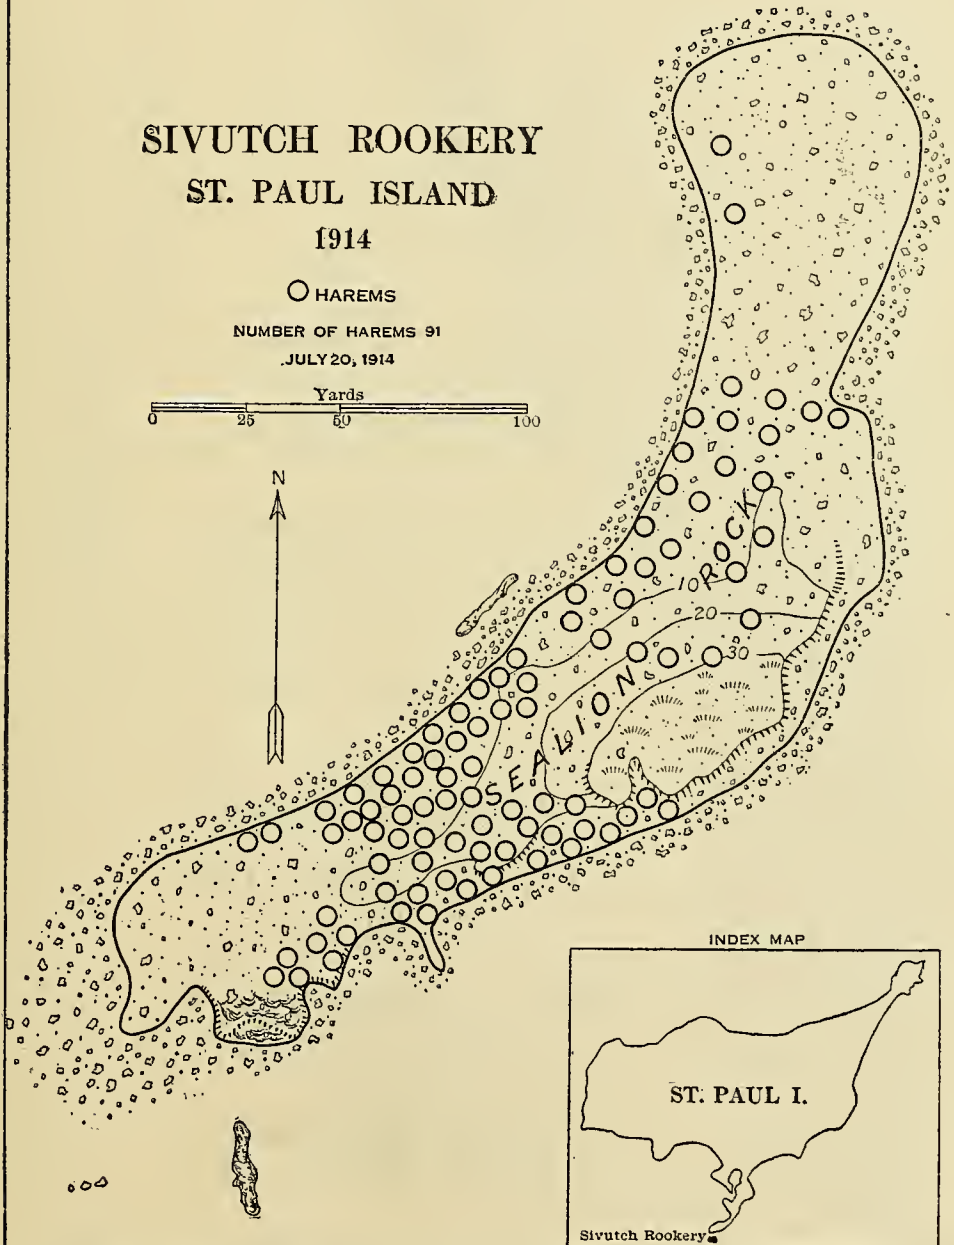 SIVUTCH ROOKERY
ST. PAUL ISLAND
1914
HAREMS
NUMBER OF HAREMS 91
JULY 20, 1914
Yards
0 25 50 100
N
ROCK
10
20
30
SEA LION
INDEX MAP
ST. PAUL I.
Sivutch Rookery